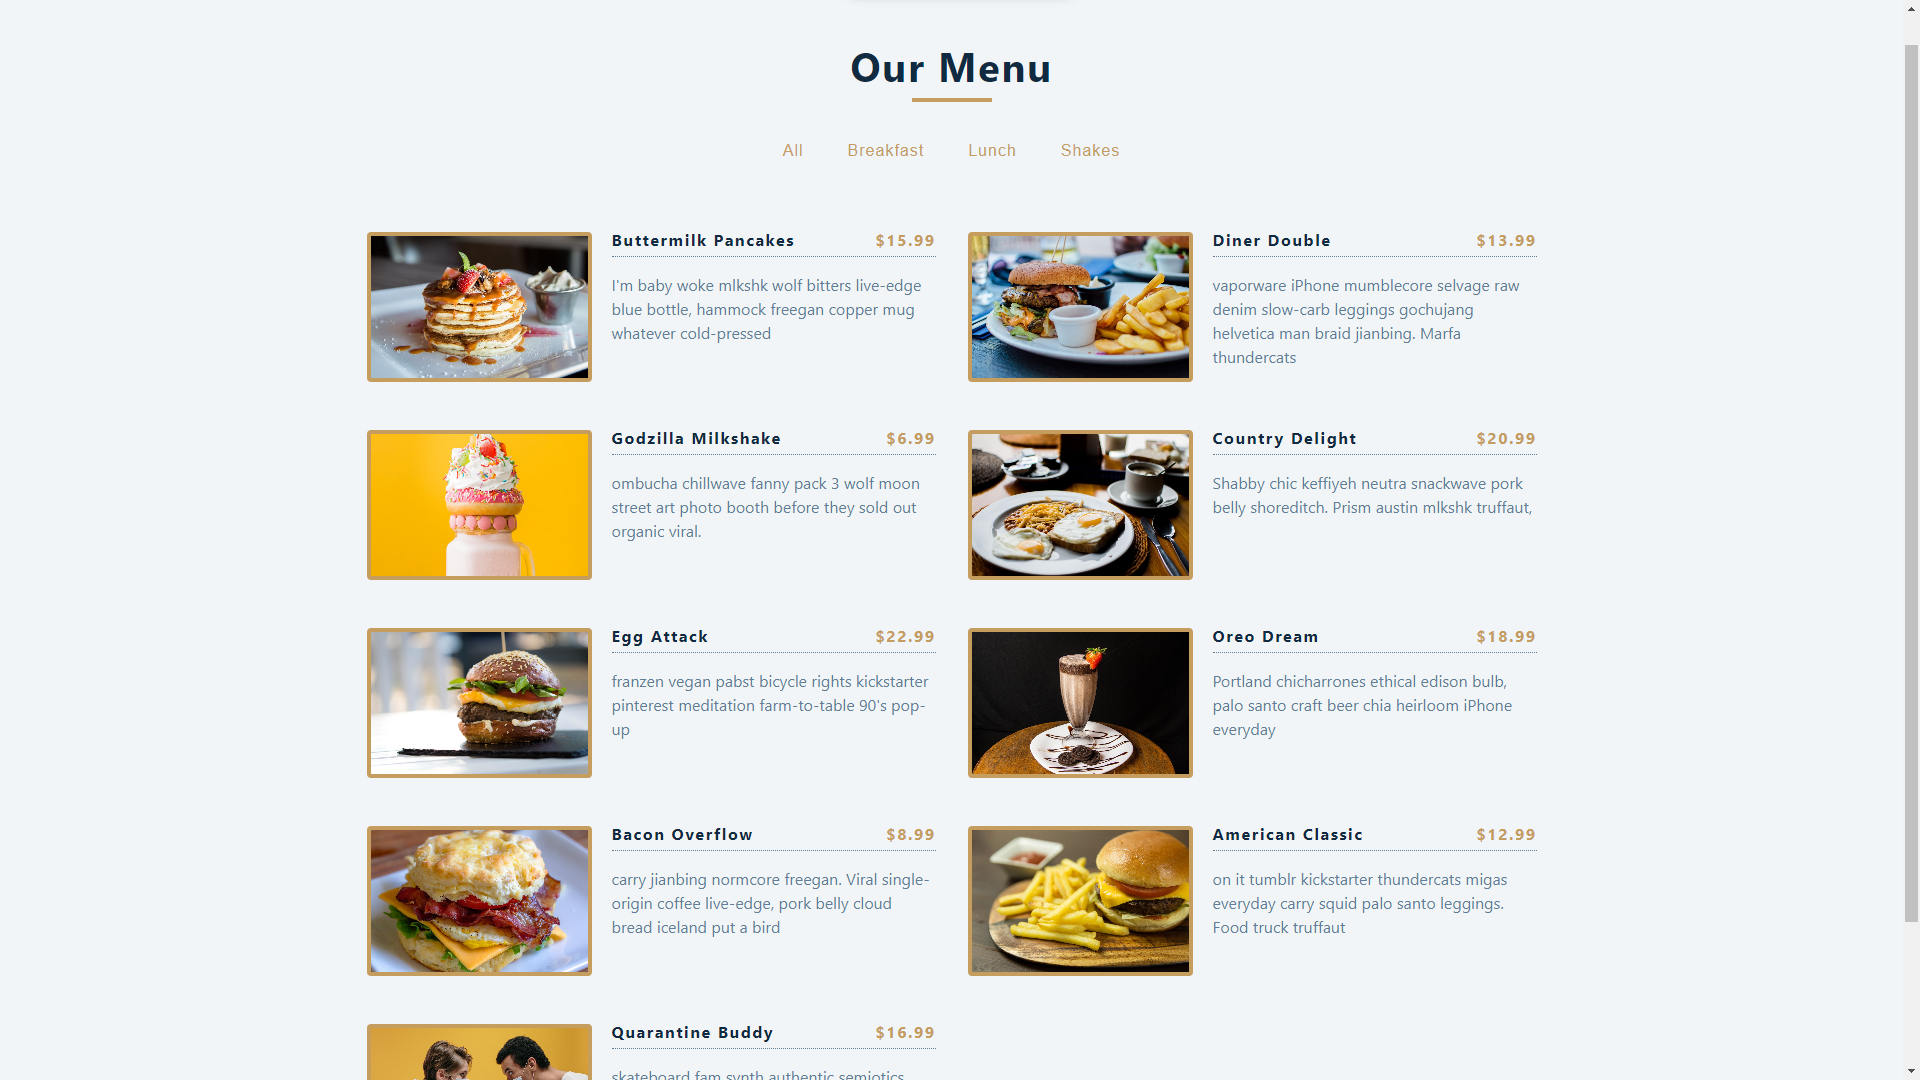 Our Menu
All
Breakfast
Lunch
Shakes
Buttermilk Pancakes
$15.99
I'm baby woke mlkshk wolf bitters live-edge
blue bottle, hammock freegan copper mug
whatever cold-pressed
Diner Double
$13.99
vaporware iPhone mumblecore selvage raw
denim slow-carb leggings gochujang
helvetica man braid jianbing. Marfa
thundercats
Godzilla Milkshake
$6.99
ombucha chillwave fanny pack 3 wolf moon
street art photo booth before they sold out
organic viral.
Country Delight
$20.99
Shabby chic keffiyeh neutra snackwave pork
belly shoreditch. Prism austin mlkshk truffaut,
Egg Attack
$22.99
franzen vegan pabst bicycle rights kickstarter
pinterest meditation farm-to-table 90's pop-
up
Oreo Dream
$18.99
Portland chicharrones ethical edison bulb,
palo santo craft beer chia heirloom iPhone
everyday
Bacon Overflow
$8.99
carry jianbing normcore freegan. Viral single-
origin coffee live-edge, pork belly cloud
bread iceland put a bird
American Classic
$12.99
on it tumblr kickstarter thundercats migas
everyday carry squid palo santo leggings.
Food truck truffaut
Quarantine Buddy
$16.99
skateboard fam synth authentic semiotics